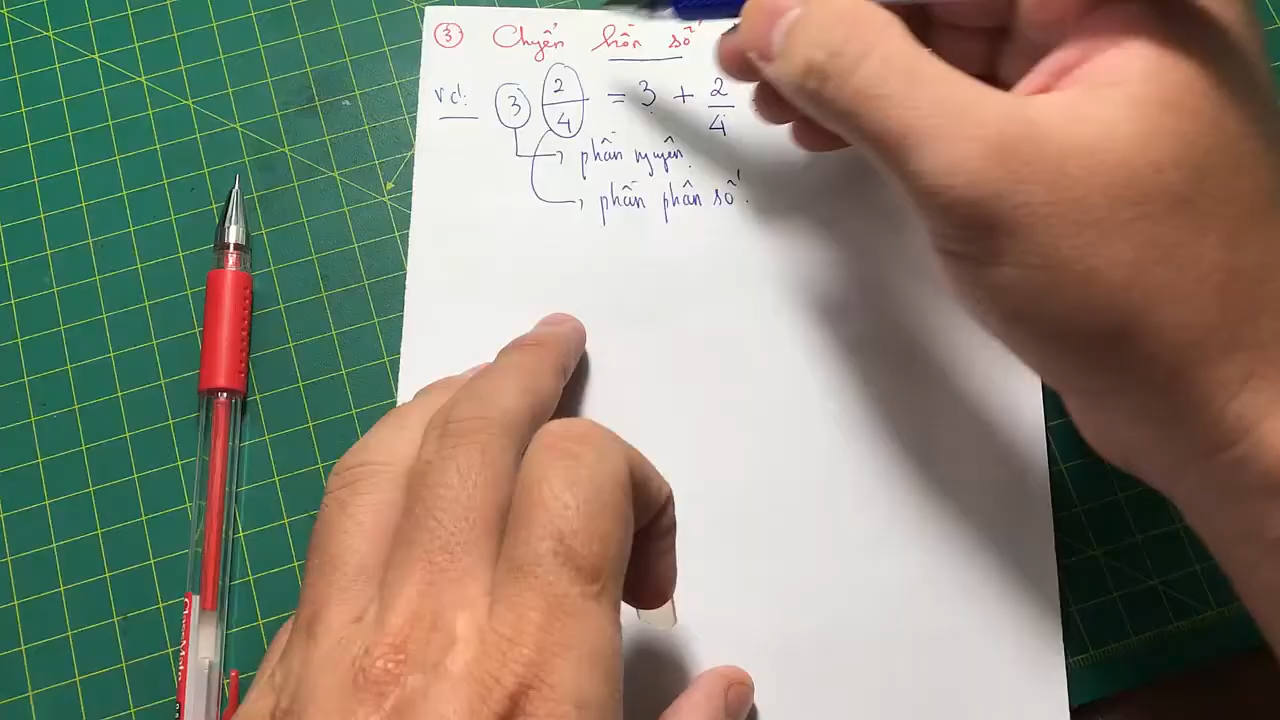 ③ Chuyển hỗn số
Vd: 3 2/4 = 3 + 2/4
phần nguyên.
phần phân số.